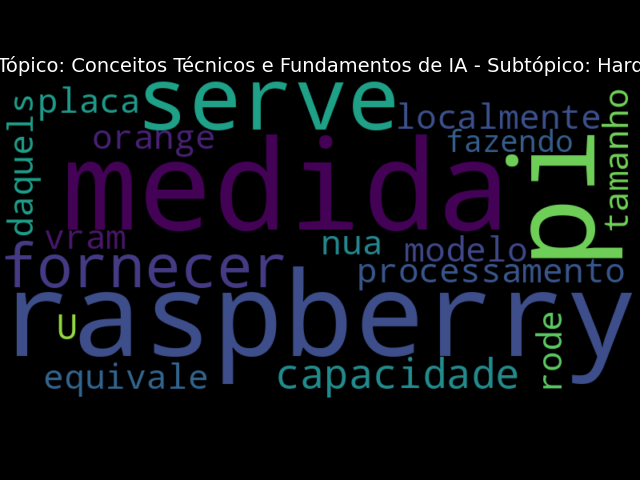 Tópico: Conceitos Técnicos e Fundamentos de IA - Subtópico: Hard
placa
serve
localmente
tamanho
daquels
orange
fazendo
medida
pi
vram
nua
modelo
fornecer
processamento
raspberry
U
rode
equivale
capacidade